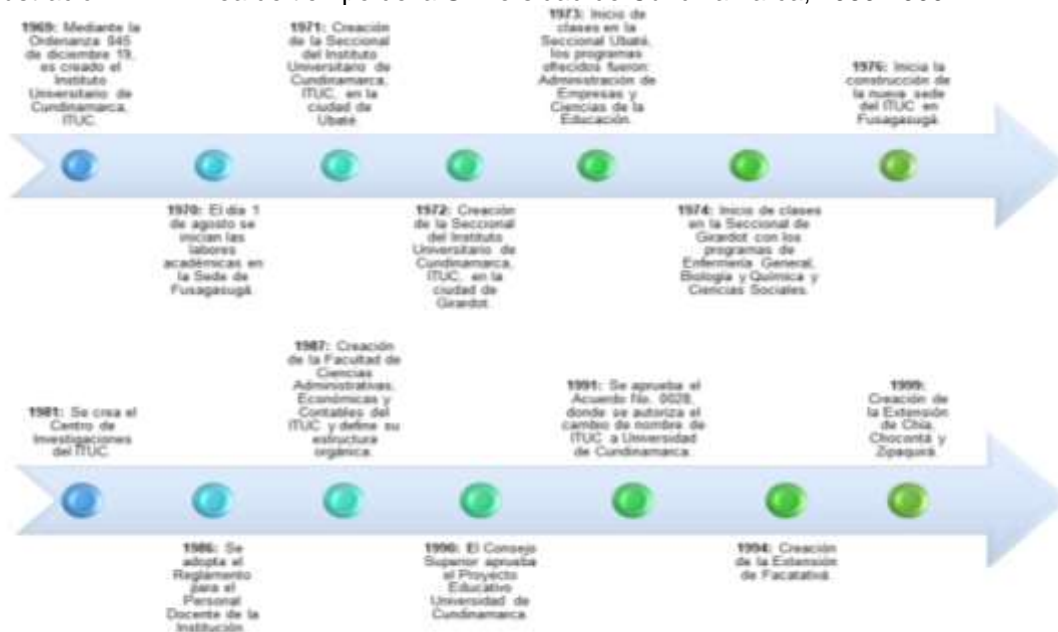 1969: Mediante la
Ordenanza 045
de diciembre 19,
es creado el
Instituto
Universitario de
Cundinamarca,
ITUC.
1970: El día 1
de agosto se
inician las
labores
académicas en
la Sede de
Fusagasugá.
1971: Creación
de la Seccional
del Instituto
Universitario de
Cundinamarca,
ITUC, en la
ciudad de
Ubaté.
1972: Creación
de la Seccional
del Instituto
Universitario de
Cundinamarca,
ITUC, en la
ciudad de
Girardot.
1973: Inicio de
clases en la
Seccional Ubaté,
los programas
ofrecidos fueron:
Administración de
Empresas y
Ciencias de la
Educación.
1974: Inicio de clases
en la Seccional de
Girardot con los
programas de
Enfermería General,
Biología y Química y
Ciencias Sociales.
1976: Inicia la
construcción de
la nueva sede
del ITUC en
Fusagasugá.
1981: Se crea el
Centro de
Investigaciones
del ITUC.
1986: Se
adopta el
Reglamento
para el
Personal
Docente de la
Institución.
1987: Creación
de la Facultad de
Ciencias
Administrativas,
Económicas y
Contables del
ITUC y define su
estructura
orgánica.
1990: El Consejo
Superior aprueba
el Proyecto
Educativo
Universidad de
Cundinamarca.
1991: Se aprueba el
Acuerdo No. 0028,
donde se autoriza el
cambio de nombre de
ITUC a Universidad
de Cundinamarca.
1994: Creación
de la Extensión
de Facatativá.
1999:
Creación de
la Extensión
de Chía,
Chocontá y
Zipaquirá.